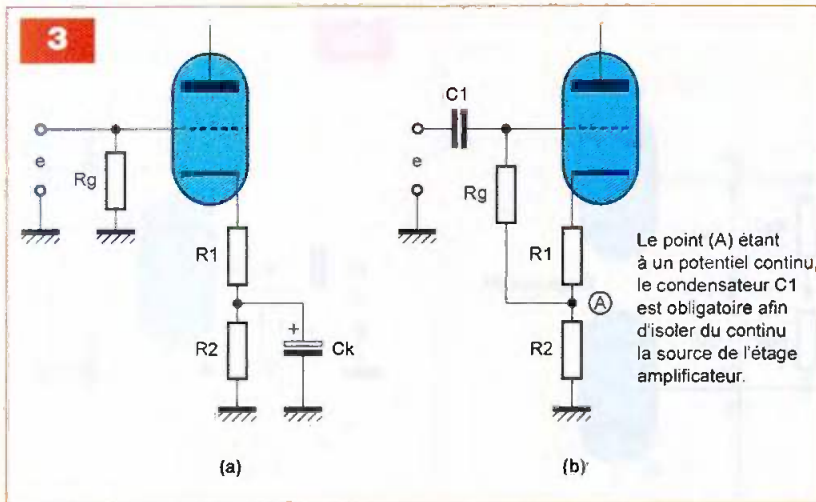 3
C1
e
Rg
e
Rg
R1
R1
Le point (A) étant
à un potentiel continu,
le condensateur C1
est obligatoire afin
d'isoler du continu
la source de l'étage
amplificateur.
A
R2
+
Ck
R2
(a)
(b)